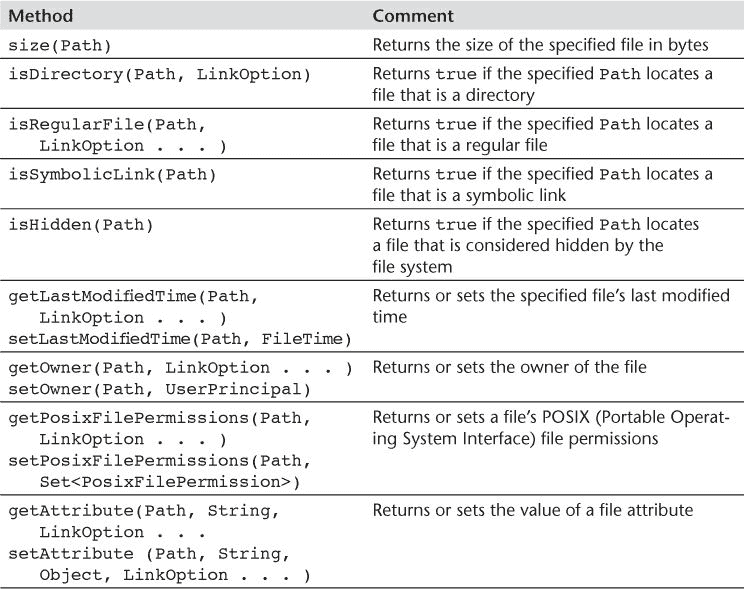 Method Comment
size(Path) Returns the size of the specified file in bytes
isDirectory(Path, LinkOption) Returns true if the specified Path locates a
file that is a directory
isRegularFile(Path, Returns true if the specified Path locates a
LinkOption . . . ) file that is a regular file
isSymbolicLink(Path) Returns true if the specified Path locates a
file that is a symbolic link
isHidden(Path) Returns true if the specified Path locates
a file that is considered hidden by the
file system
getLastModifiedTime(Path, Returns or sets the specified file’s last modified
LinkOption . . . ) time
setLastModifiedTime(Path, FileTime)
getOwner(Path, LinkOption . . . ) Returns or sets the owner of the file
setOwner(Path, UserPrincipal)
getPosixFilePermissions(Path, Returns or sets a file’s POSIX (Portable Operat-
LinkOption . . . ) ing System Interface) file permissions
setPosixFilePermissions(Path,
Set<PosixFilePermission>)
getAttribute(Path, String, Returns or sets the value of a file attribute
LinkOption . . .
setAttribute (Path, String,
Object, LinkOption . . . )